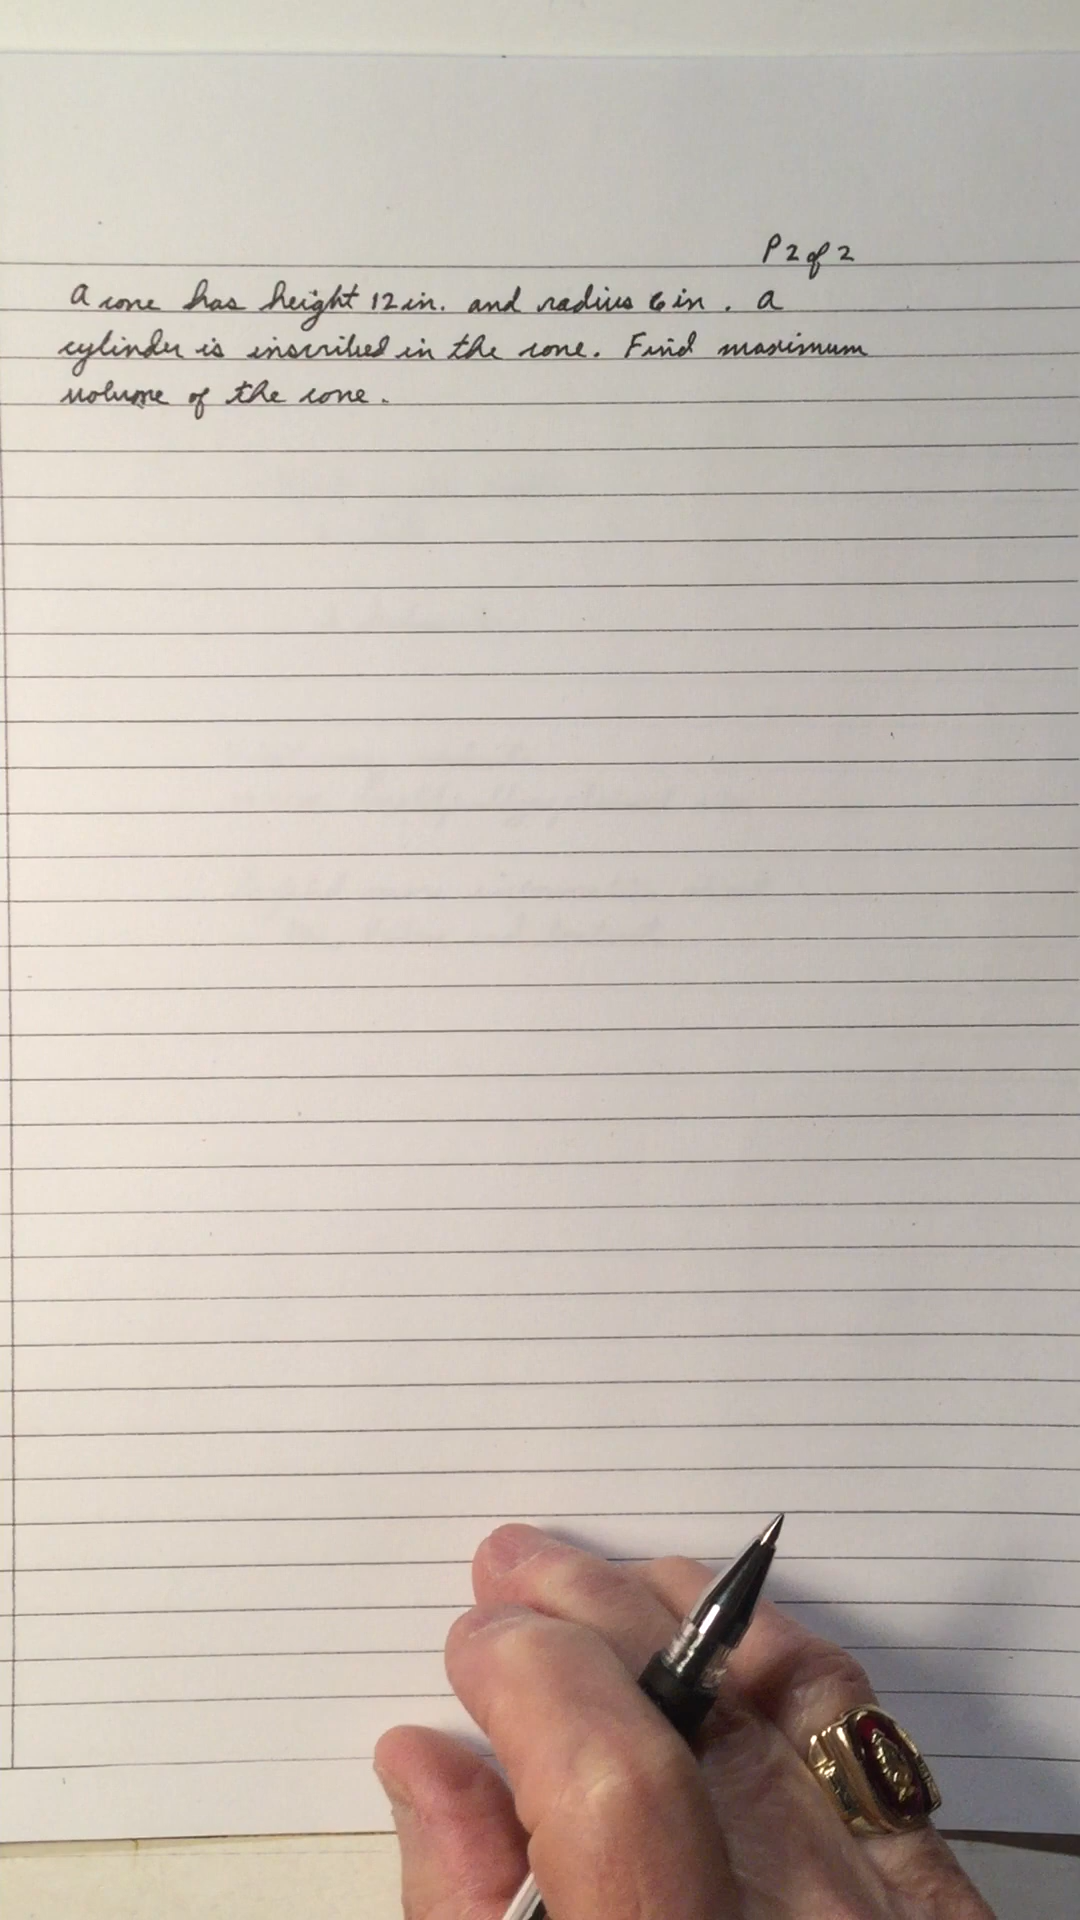 P 2 of 2
A cone has height 12 in. and radius 6 in. A
cylinder is inscribed in the cone. Find maximum
volume of the cone.